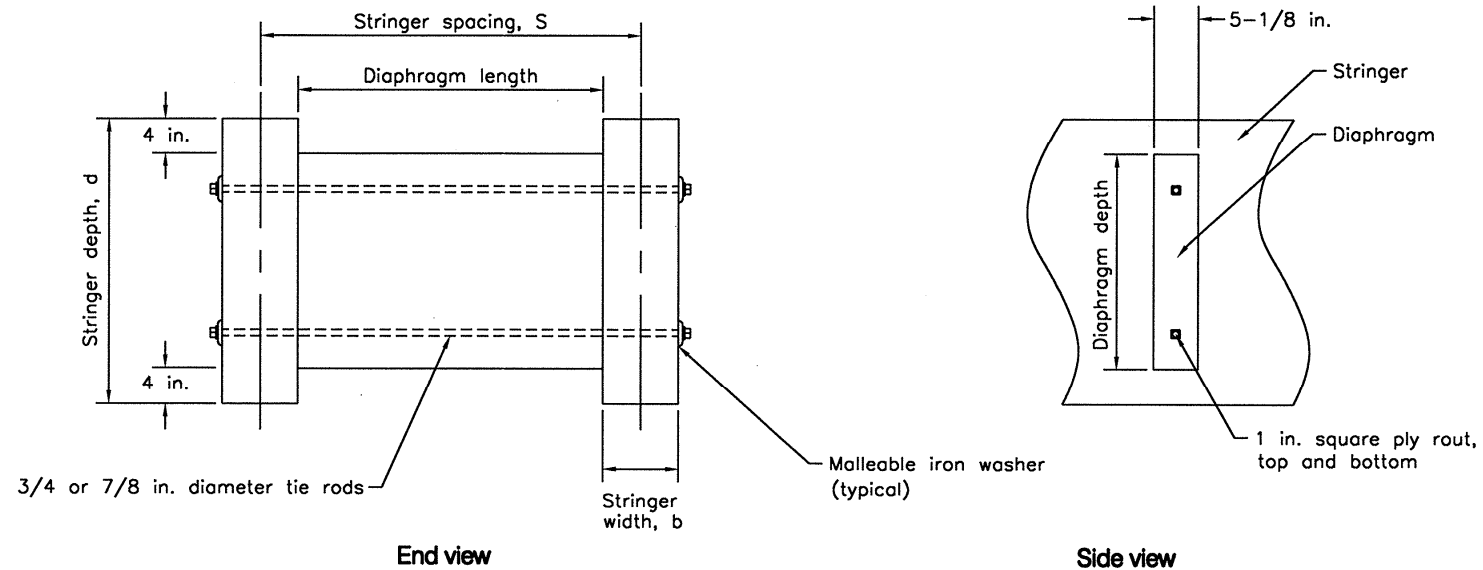 Stringer spacing, S
Diaphragm length
4 in.
Stringer depth, d
4 in.
3/4 or 7/8 in. diameter tie rods
Stringer
width, b
Malleable iron washer
(typical)
End view
5-1/8 in.
Stringer
Diaphragm
Diaphragm depth
1 in. square ply rout,
top and bottom
Side view